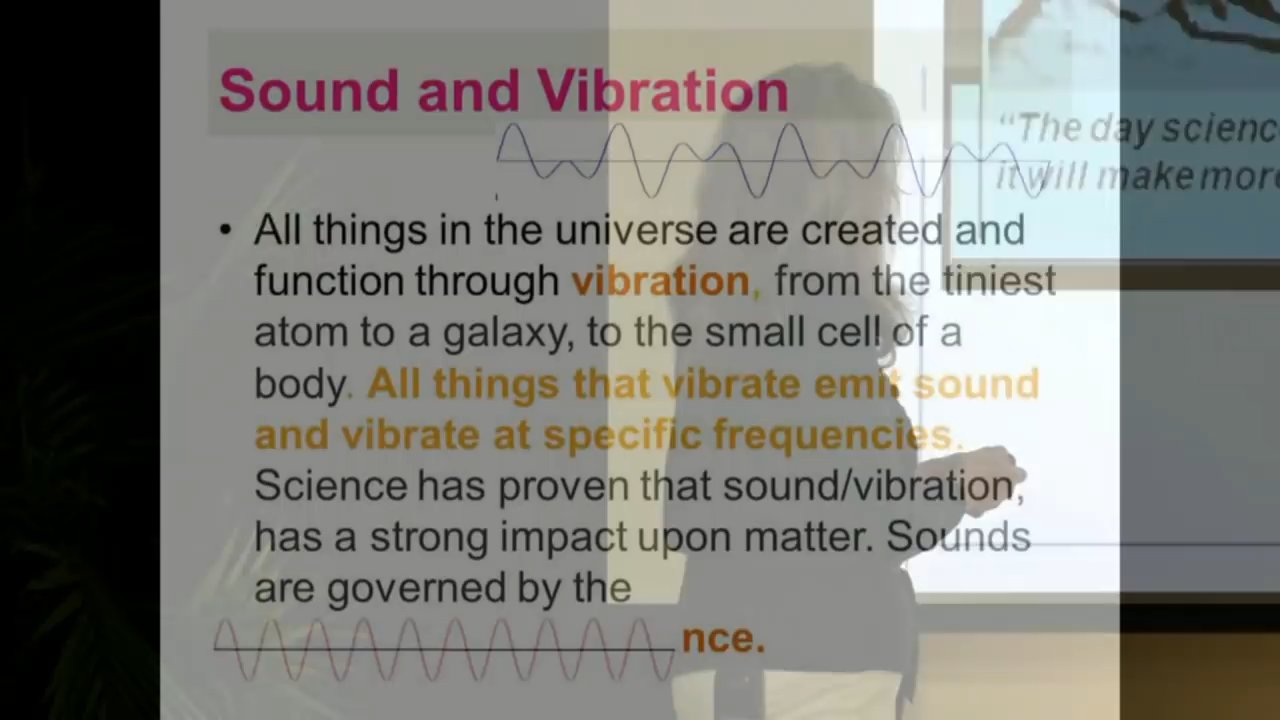 Sound and Vibration
"The day scienc
it will make more
• All things in the universe are created and
function through vibration, from the tiniest
atom to a galaxy, to the small cell of a
body. All things that vibrate emit sound
and vibrate at specific frequencies.
Science has proven that sound/vibration,
has a strong impact upon matter. Sounds
are governed by the
nce.